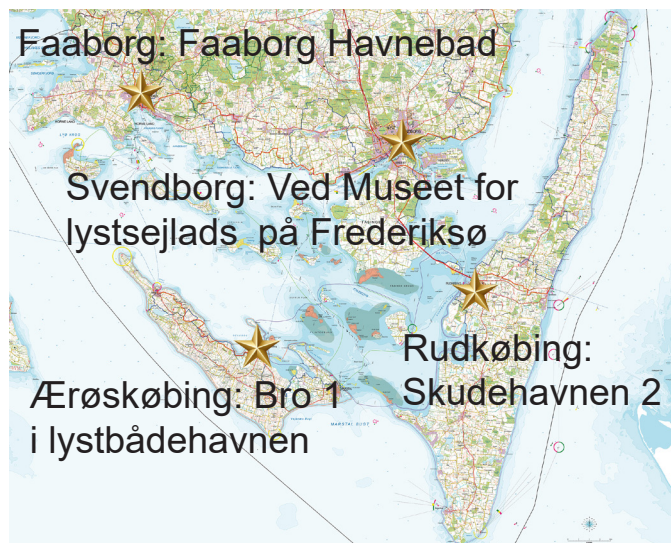 Faaborg: Faaborg Havnebad
Svendborg: Ved Museet for
lystsejlads på Frederiksø
Rudkøbing:
Skudehavnen 2
Ærøskøbing: Bro 1
i lystbådehavnen